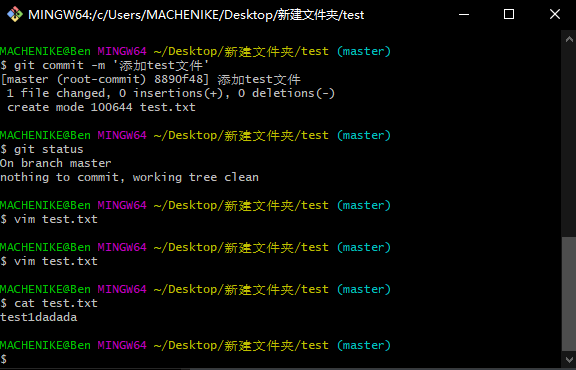 MINGW64:/c/Users/MACHENIKE/Desktop/新建文件夹/test
MACHENIKE@Ben MINGW64 ~/Desktop/新建文件夹/test (master)
$ git commit -m '添加test文件'
[master (root-commit) 8890f48] 添加test文件
 1 file changed, 0 insertions(+), 0 deletions(-)
 create mode 100644 test.txt
MACHENIKE@Ben MINGW64 ~/Desktop/新建文件夹/test (master)
$ git status
On branch master
nothing to commit, working tree clean
MACHENIKE@Ben MINGW64 ~/Desktop/新建文件夹/test (master)
$ vim test.txt
MACHENIKE@Ben MINGW64 ~/Desktop/新建文件夹/test (master)
$ vim test.txt
MACHENIKE@Ben MINGW64 ~/Desktop/新建文件夹/test (master)
$ cat test.txt
test1dadada
MACHENIKE@Ben MINGW64 ~/Desktop/新建文件夹/test (master)
$